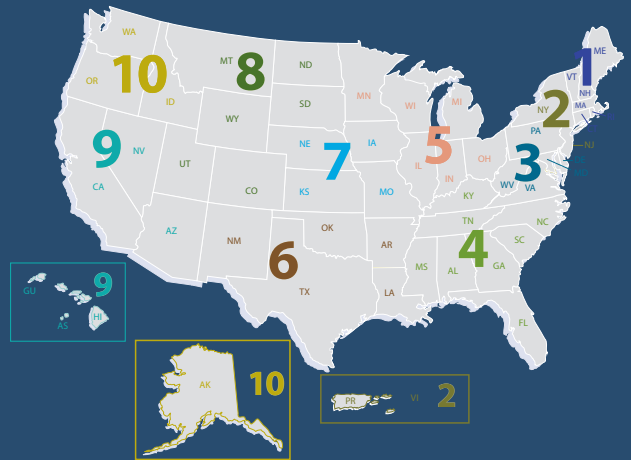 WA
ME
MT
8
ND
1
VT
10
OR
NH
MN
WI
MI
NY
2
MA
ID
SD
WY
PA
9
NV
NE
7
IA
5
OH
3
NJ
UT
IL
IN
WV
VA
CA
CO
KS
MO
KY
TN
NC
AZ
NM
OK
AR
4
SC
6
MS
AL
GA
TX
LA
FL
9
GU
HI
AS
10
AK
2
PR
VI